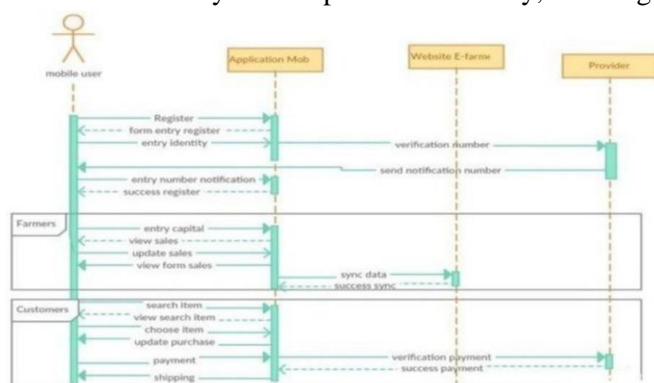 mobile user
Application Mob
Website E-farme
Provider
Register
form entry register
entry identity
verification number
send notification number
entry number notification
success register
Farmers
entry capital
view sales
update sales
view form sales
sync data
success sync
Customers
search item
view search item
choose item
update purchase
payment
verification payment
success payment
shipping